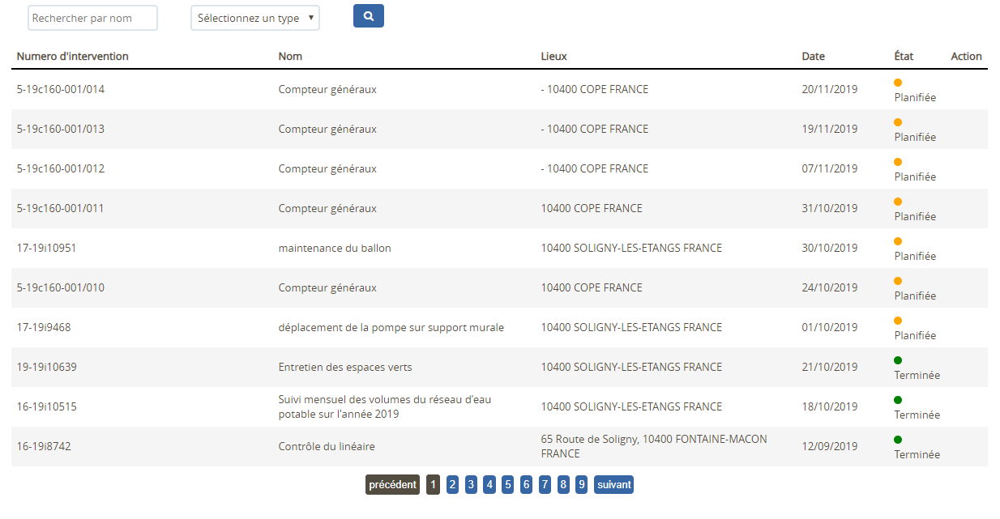 Rechercher par nom
Sélectionnez un type
Numero d'intervention Nom Lieux Date État Action
5-19c160-001/014 Compteur généraux - 10400 COPE FRANCE 20/11/2019 Planifiée
5-19c160-001/013 Compteur généraux - 10400 COPE FRANCE 19/11/2019 Planifiée
5-19c160-001/012 Compteur généraux - 10400 COPE FRANCE 07/11/2019 Planifiée
5-19c160-001/011 Compteur généraux 10400 COPE FRANCE 31/10/2019 Planifiée
17-19i10951 maintenance du ballon 10400 SOLIGNY-LES-ETANGS FRANCE 30/10/2019 Planifiée
5-19c160-001/010 Compteur généraux 10400 COPE FRANCE 24/10/2019 Planifiée
17-19i9468 déplacement de la pompe sur support murale 10400 SOLIGNY-LES-ETANGS FRANCE 01/10/2019 Planifiée
19-19i10639 Entretien des espaces verts 10400 SOLIGNY-LES-ETANGS FRANCE 21/10/2019 Terminée
16-19i10515 Suivi mensuel des volumes du réseau d'eau
potable sur l'année 2019 10400 SOLIGNY-LES-ETANGS FRANCE 18/10/2019 Terminée
16-19i8742 Contrôle du linéaire 65 Route de Soligny, 10400 FONTAINE-MACON
FRANCE 12/09/2019 Terminée
précédent 1 2 3 4 5 6 7 8 9 suivant